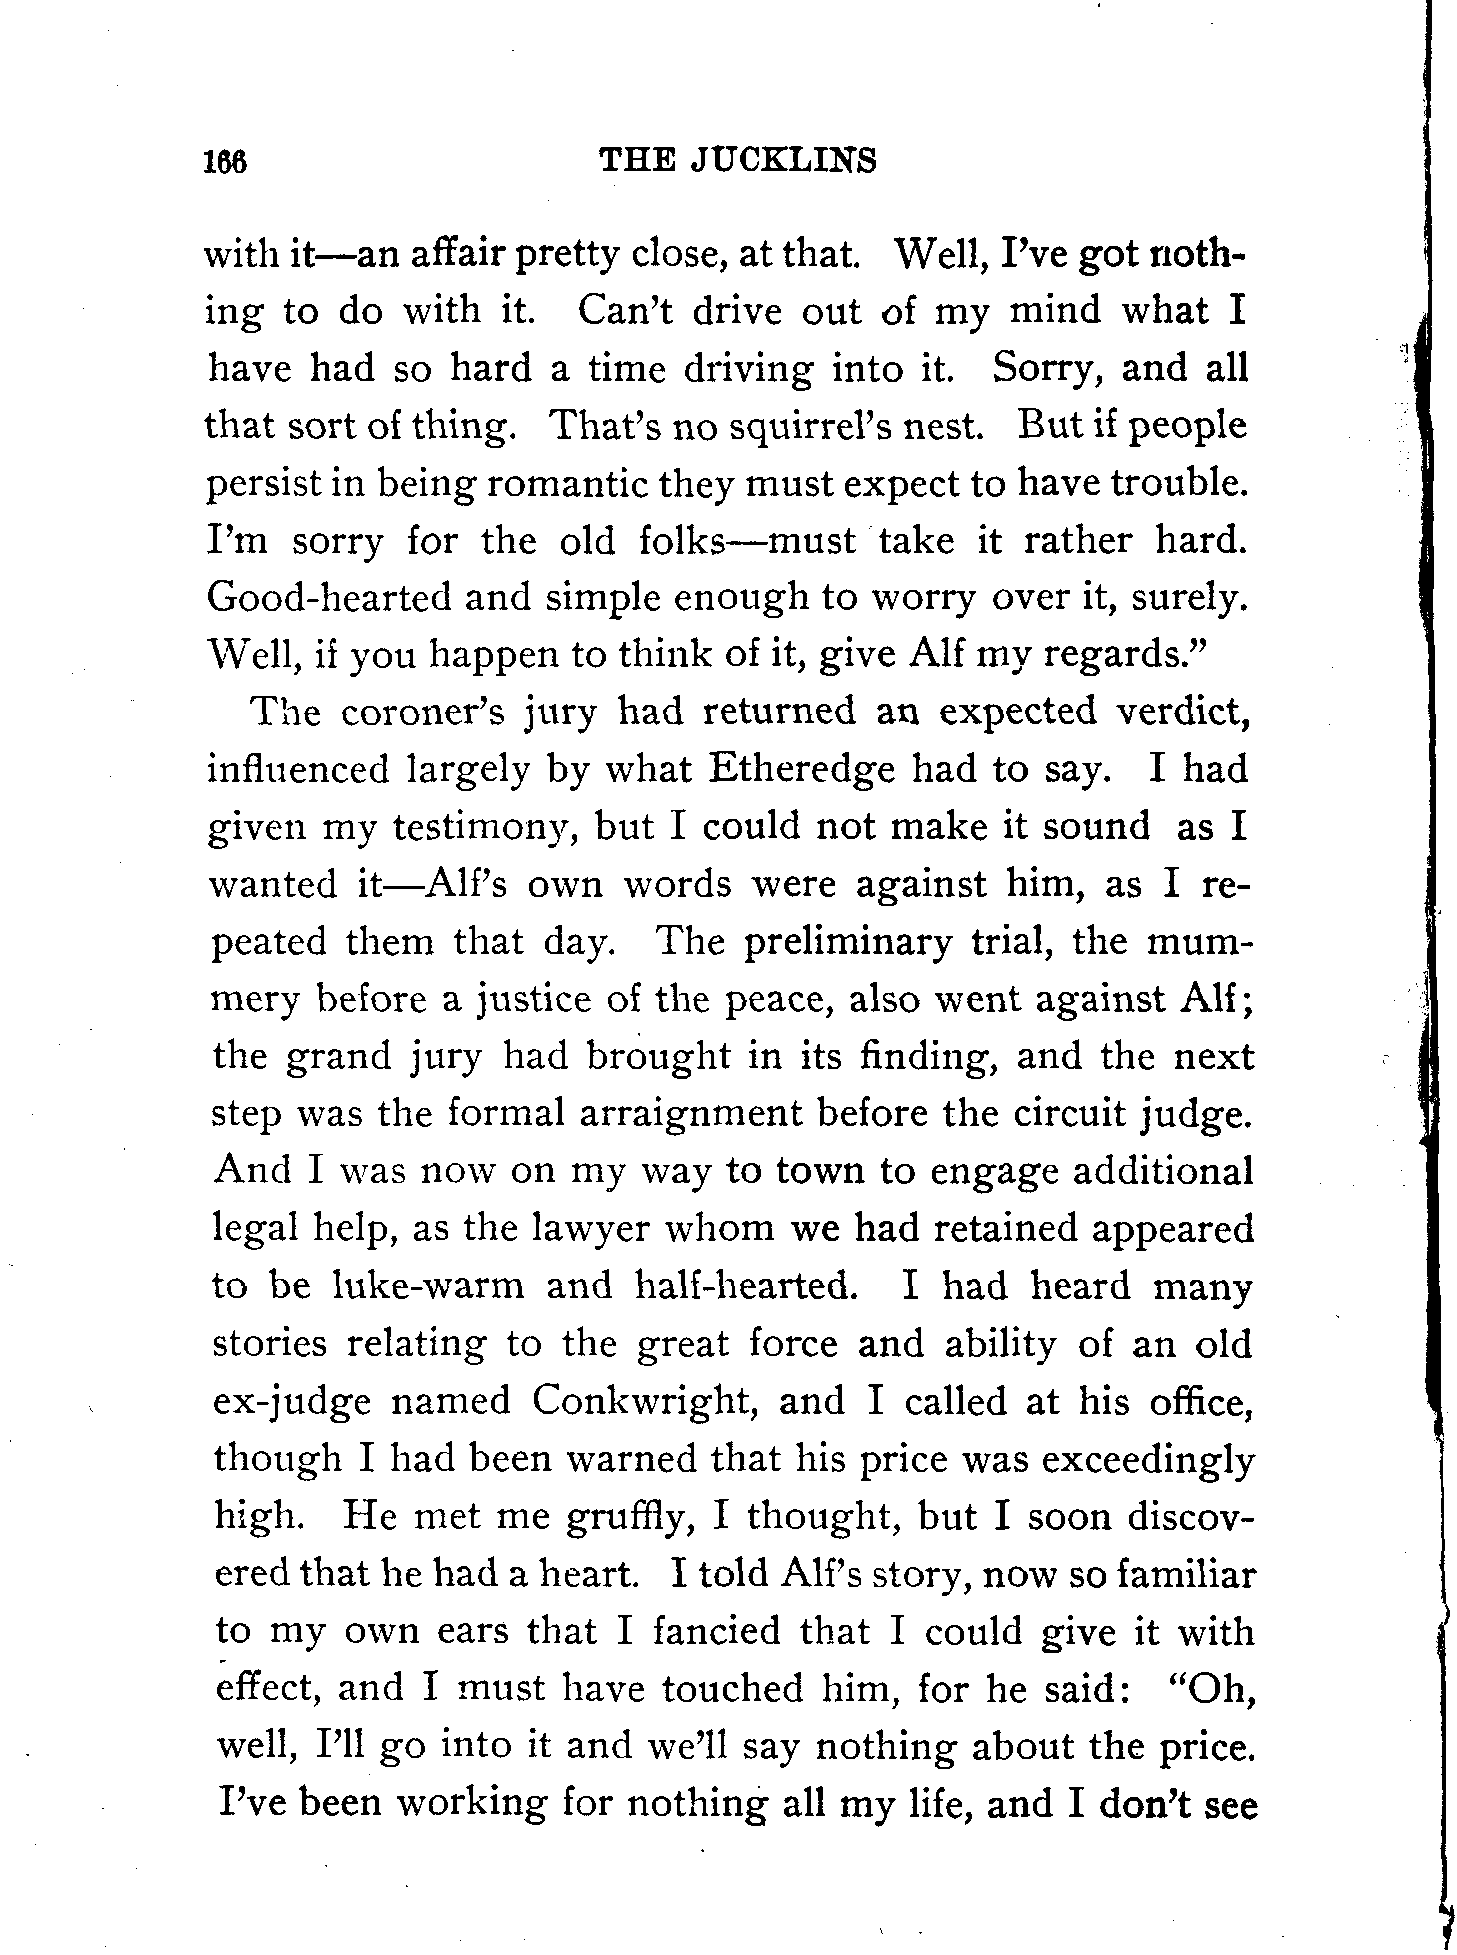 166 THE JUCKLINS
with it—an affair pretty close, at that. Well, I've got noth-
ing to do with it. Can't drive out of my mind what I
have had so hard a time driving into it. Sorry, and all
that sort of thing. That's no squirrel's nest. But if people
persist in being romantic they must expect to have trouble.
I'm sorry for the old folks—must take it rather hard.
Good-hearted and simple enough to worry over it, surely.
Well, if you happen to think of it, give Alf my regards."
The coroner's jury had returned an expected verdict,
influenced largely by what Etheredge had to say. I had
given my testimony, but I could not make it sound as I
wanted it—Alf's own words were against him, as I re-
peated them that day. The preliminary trial, the mum-
mery before a justice of the peace, also went against Alf;
the grand jury had brought in its finding, and the next
step was the formal arraignment before the circuit judge.
And I was now on my way to town to engage additional
legal help, as the lawyer whom we had retained appeared
to be luke-warm and half-hearted. I had heard many
stories relating to the great force and ability of an old
ex-judge named Conkwright, and I called at his office,
though I had been warned that his price was exceedingly
high. He met me gruffly, I thought, but I soon discov-
ered that he had a heart. I told Alf's story, now so familiar
to my own ears that I fancied that I could give it with
effect, and I must have touched him, for he said: "Oh,
well, I'll go into it and we'll say nothing about the price.
I've been working for nothing all my life, and I don't see